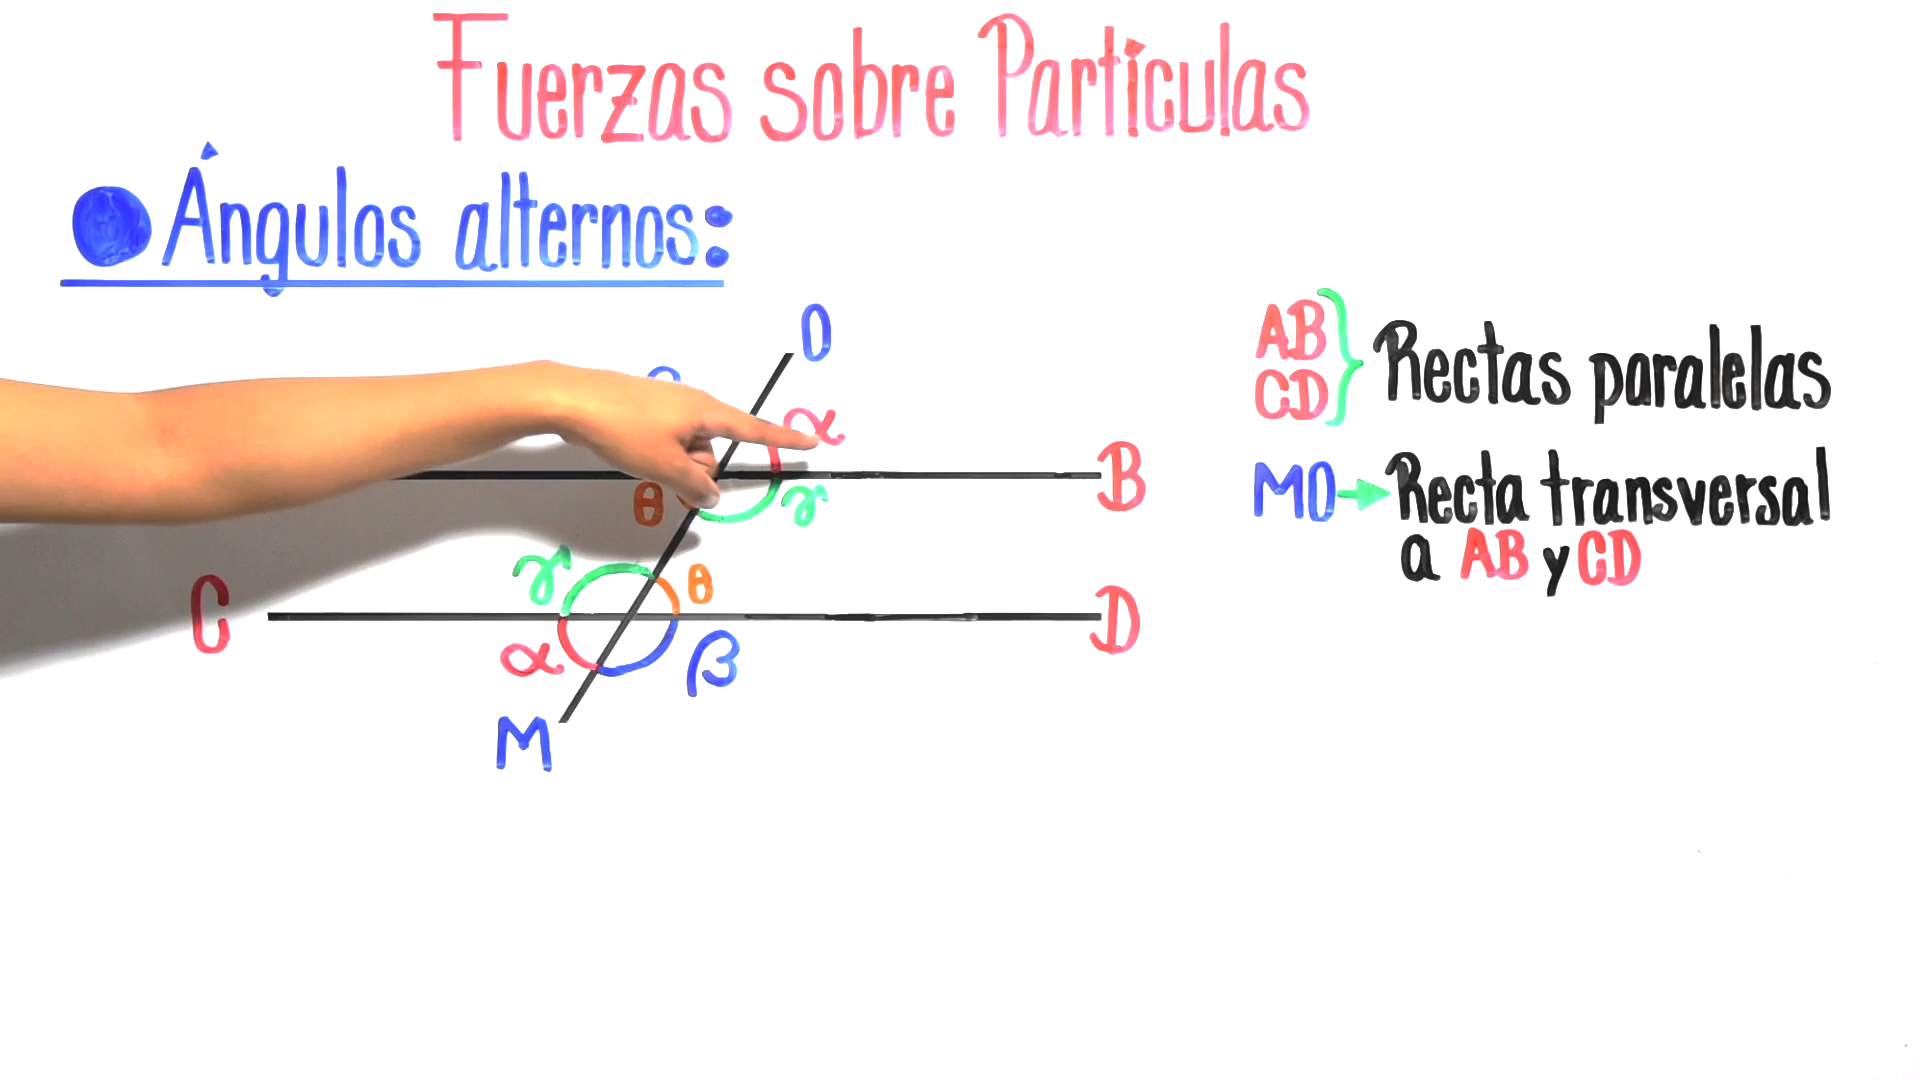 Fuerzas sobre Partículas
Ángulos alternos:
O
α
B
θ
γ
γ
θ
C
D
α
β
M
AB
CD
Rectas paralelas
MO → Recta transversal
a AB y CD